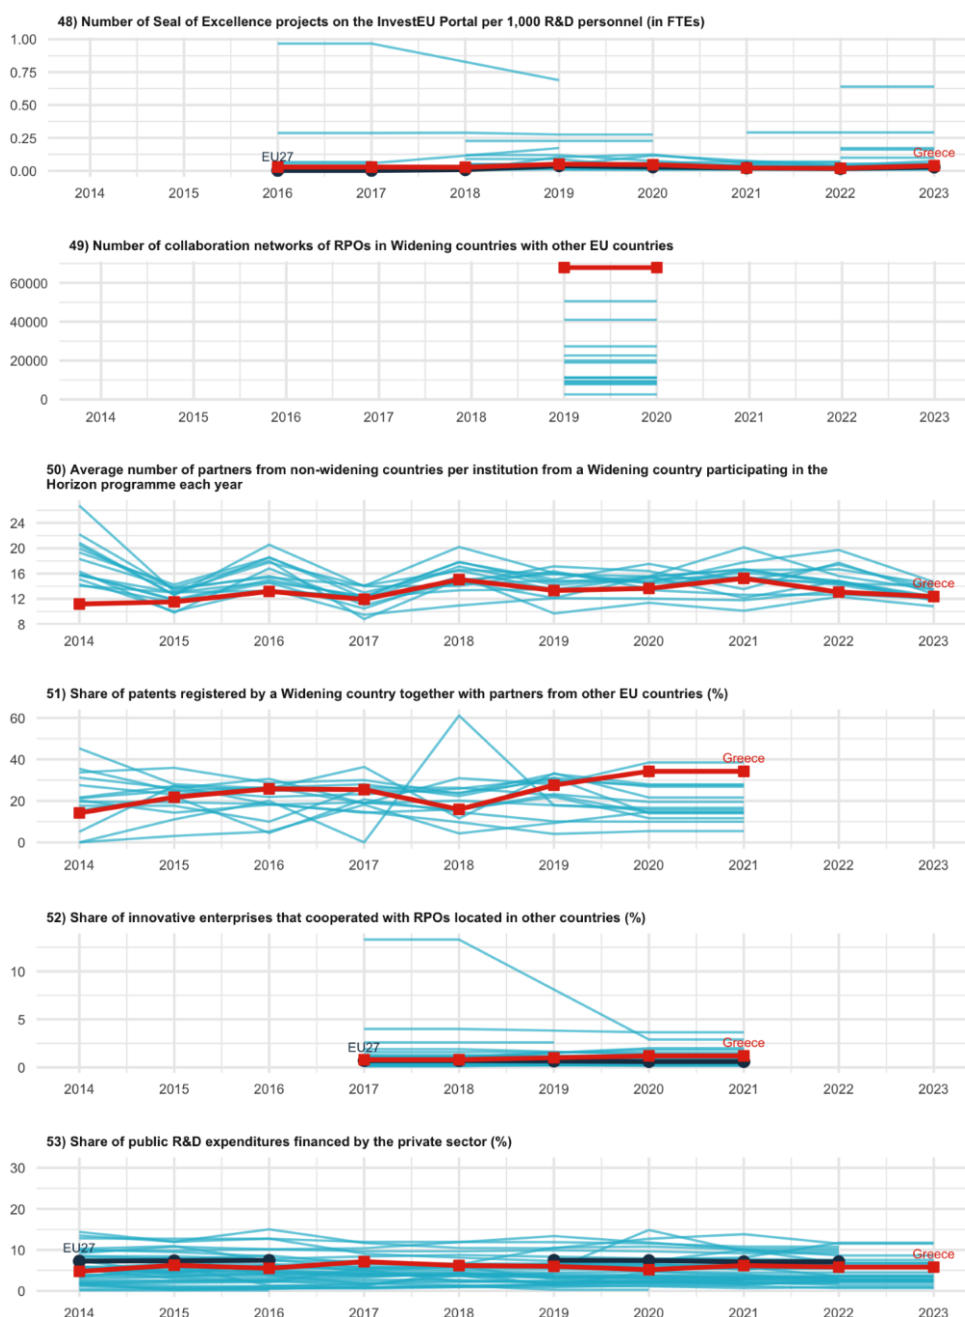 48) Number of Seal of Excellence projects on the InvestEU Portal per 1,000 R&D personnel (in FTEs)
1.00
0.75
0.50
0.25
0.00
EU27
Greece
2014 2015 2016 2017 2018 2019 2020 2021 2022 2023
49) Number of collaboration networks of RPOs in Widening countries with other EU countries
60000
40000
20000
0
2014 2015 2016 2017 2018 2019 2020 2021 2022 2023
50) Average number of partners from non-widening countries per institution from a Widening country participating in the
Horizon programme each year
24
20
16
12
8
Greece
2014 2015 2016 2017 2018 2019 2020 2021 2022 2023
51) Share of patents registered by a Widening country together with partners from other EU countries (%)
60
40
20
0
Greece
2014 2015 2016 2017 2018 2019 2020 2021 2022 2023
52) Share of innovative enterprises that cooperated with RPOs located in other countries (%)
10
5
0
EU27
Greece
2014 2015 2016 2017 2018 2019 2020 2021 2022 2023
53) Share of public R&D expenditures financed by the private sector (%)
30
20
10
0
EU27
Greece
2014 2015 2016 2017 2018 2019 2020 2021 2022 2023